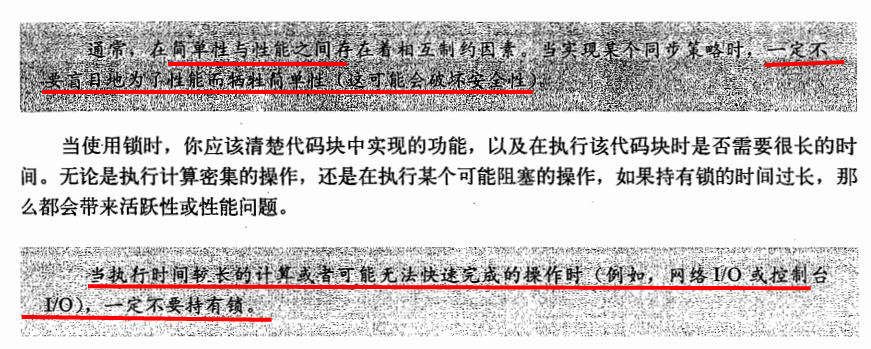 通常，在简单性与性能之间存在着相互制约因素。当实现某个同步策略时，一定不
要盲目地为了性能而牺牲简单性（这可能会破坏安全性）。
当使用锁时，你应该清楚代码块中实现的功能，以及在执行该代码块时是否需要很长的时
间。无论是执行计算密集的操作，还是在执行某个可能阻塞的操作，如果持有锁的时间过长，那
么都会带来活跃性或性能问题。
当执行时间较长的计算或者可能无法快速完成的操作时（例如，网络 I/O 或控制台
I/O），一定不要持有锁。